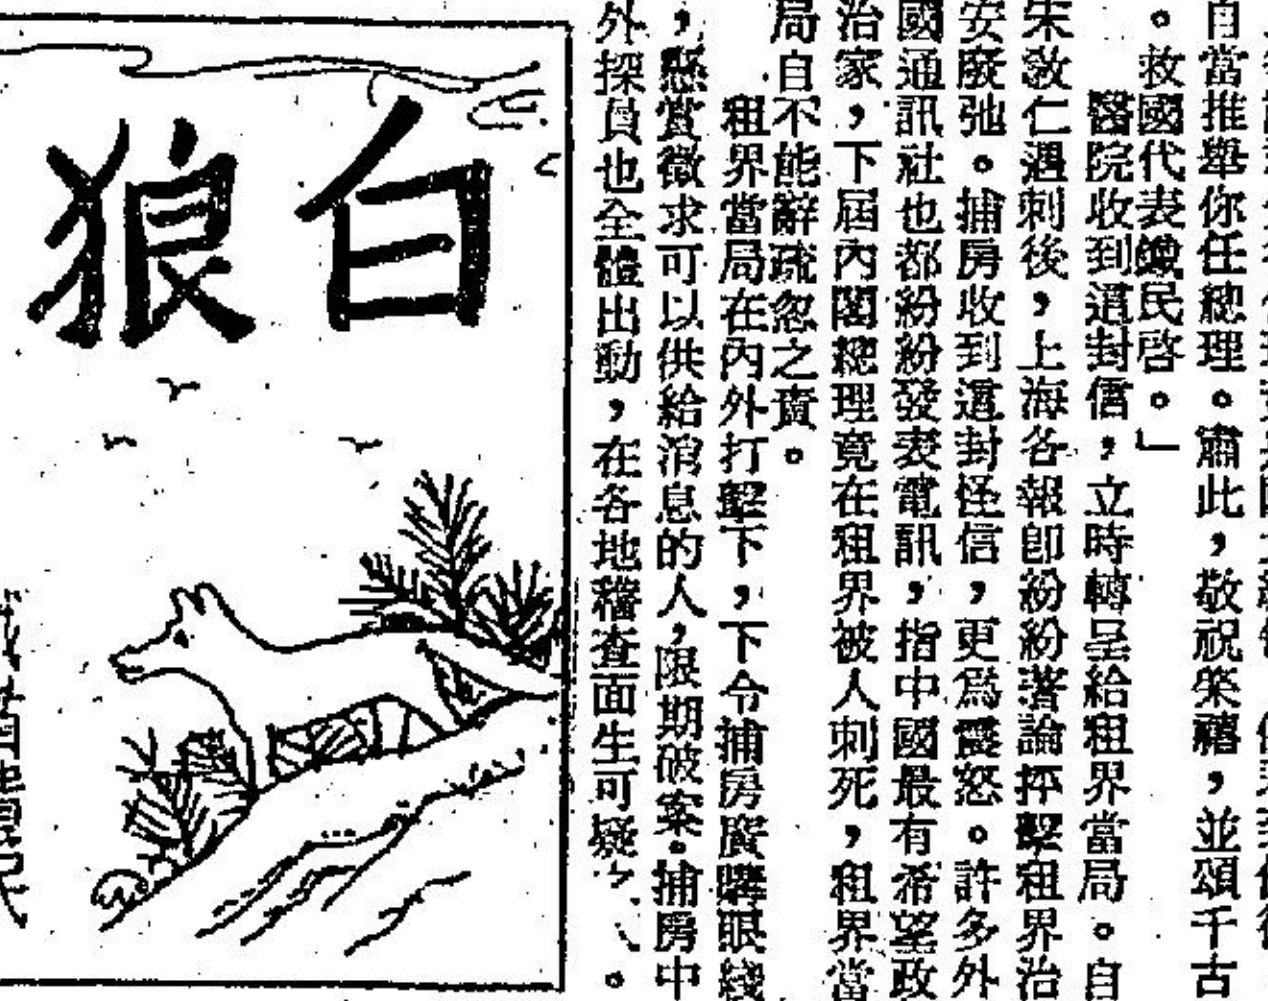 自當推舉你任總理。肅此，敬祝榮禧，並頌千古
。救國代表鐵民啓。」
醫院收到這封信，立時轉呈給租界當局。自
宋敎仁遇刺後，上海各報卽紛紛著論抨擊租界治
安廢弛。捕房收到這封怪信，更爲震怒。許多外
國通訊社也都紛紛發表電訊，指中國最有希望政
治家，下屆內閣總理竟在租界被人刺死，租界當
局自不能辭疏忽之責。
租界當局在內外打擊下，下令捕房廣購眼綫
，懸賞徵求可以供給消息的人，限期破案。捕房中
外探員也全體出動，在各地稽查面生可疑人。
白狼